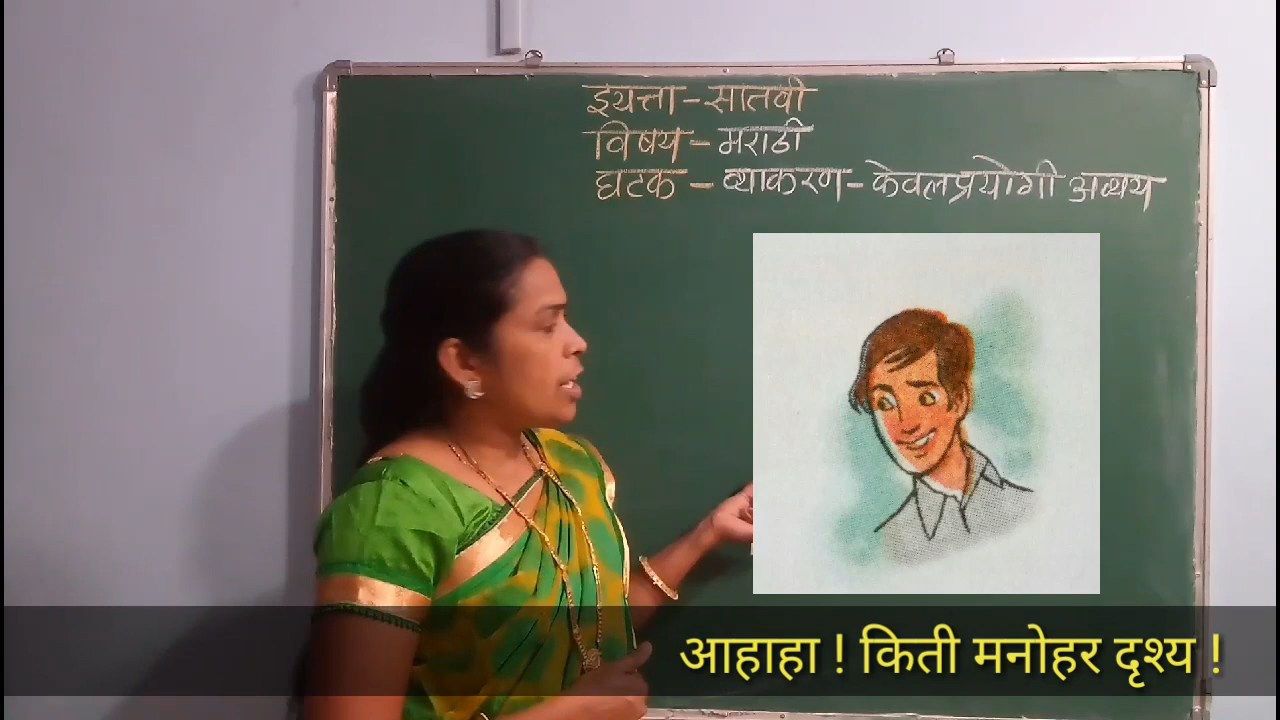 इयत्ता - सातवी
विषय - मराठी
घटक - व्याकरण - केवलप्रयोगी अव्यय
आहाहा ! किती मनोहर दृश्य !